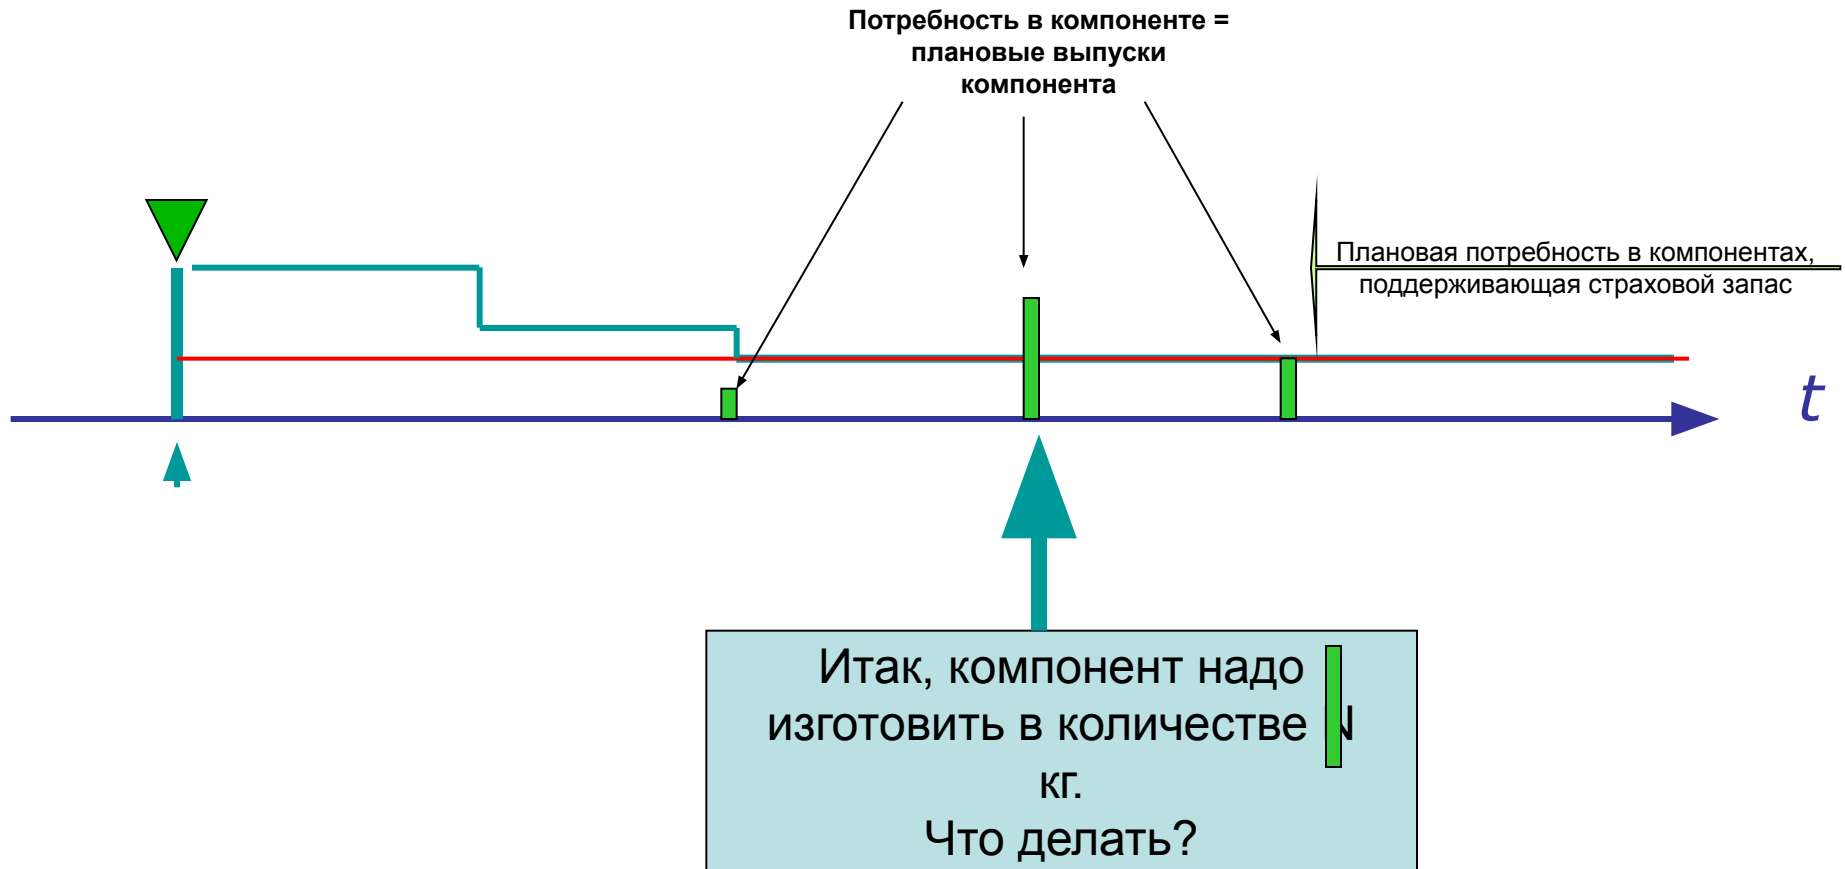 Потребность в компоненте =
плановые выпуски
компонента
Плановая потребность в компонентах,
поддерживающая страховой запас
t
Итак, компонент надо
изготовить в количестве N
кг.
Что делать?